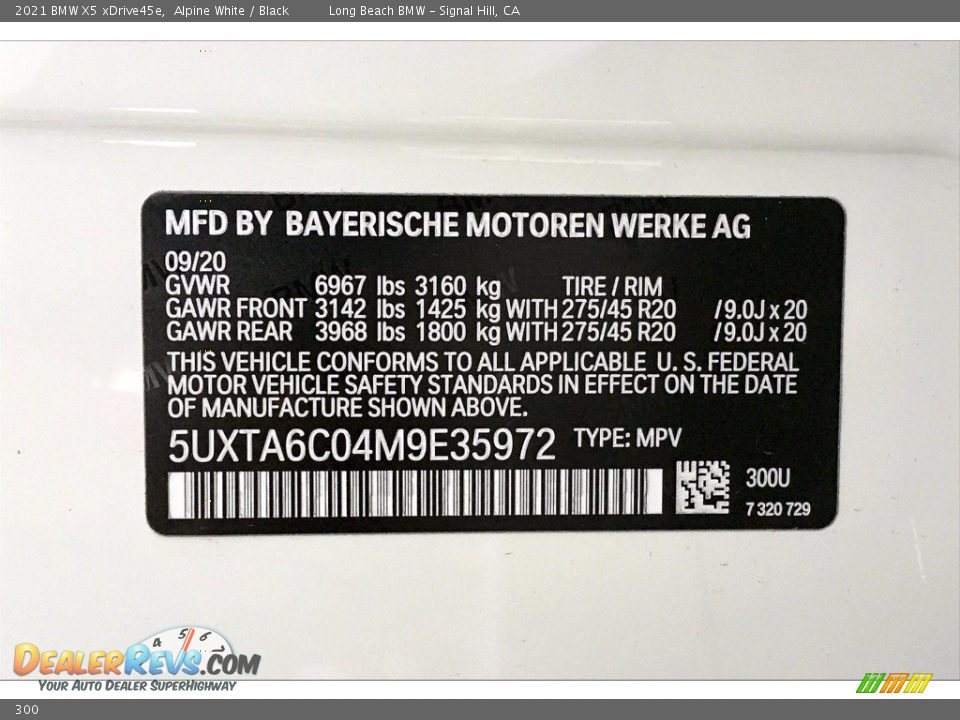 2021 BMW X5 xDrive45e, Alpine White / Black Long Beach BMW - Signal Hill, CA
MFD BY BAYERISCHE MOTOREN WERKE AG
09/20
GVWR 6967 lbs 3160 kg TIRE / RIM
GAWR FRONT 3142 lbs 1425 kg WITH 275/45 R20 / 9.0J x 20
GAWR REAR 3968 lbs 1800 kg WITH 275/45 R20 / 9.0J x 20
THIS VEHICLE CONFORMS TO ALL APPLICABLE U. S. FEDERAL
MOTOR VEHICLE SAFETY STANDARDS IN EFFECT ON THE DATE
OF MANUFACTURE SHOWN ABOVE.
5UXTA6C04M9E35972 TYPE: MPV
300U
7 320 729
4 5 6 7
DEALERREVS.COM
YOUR AUTO DEALER SUPERHIGHWAY
300